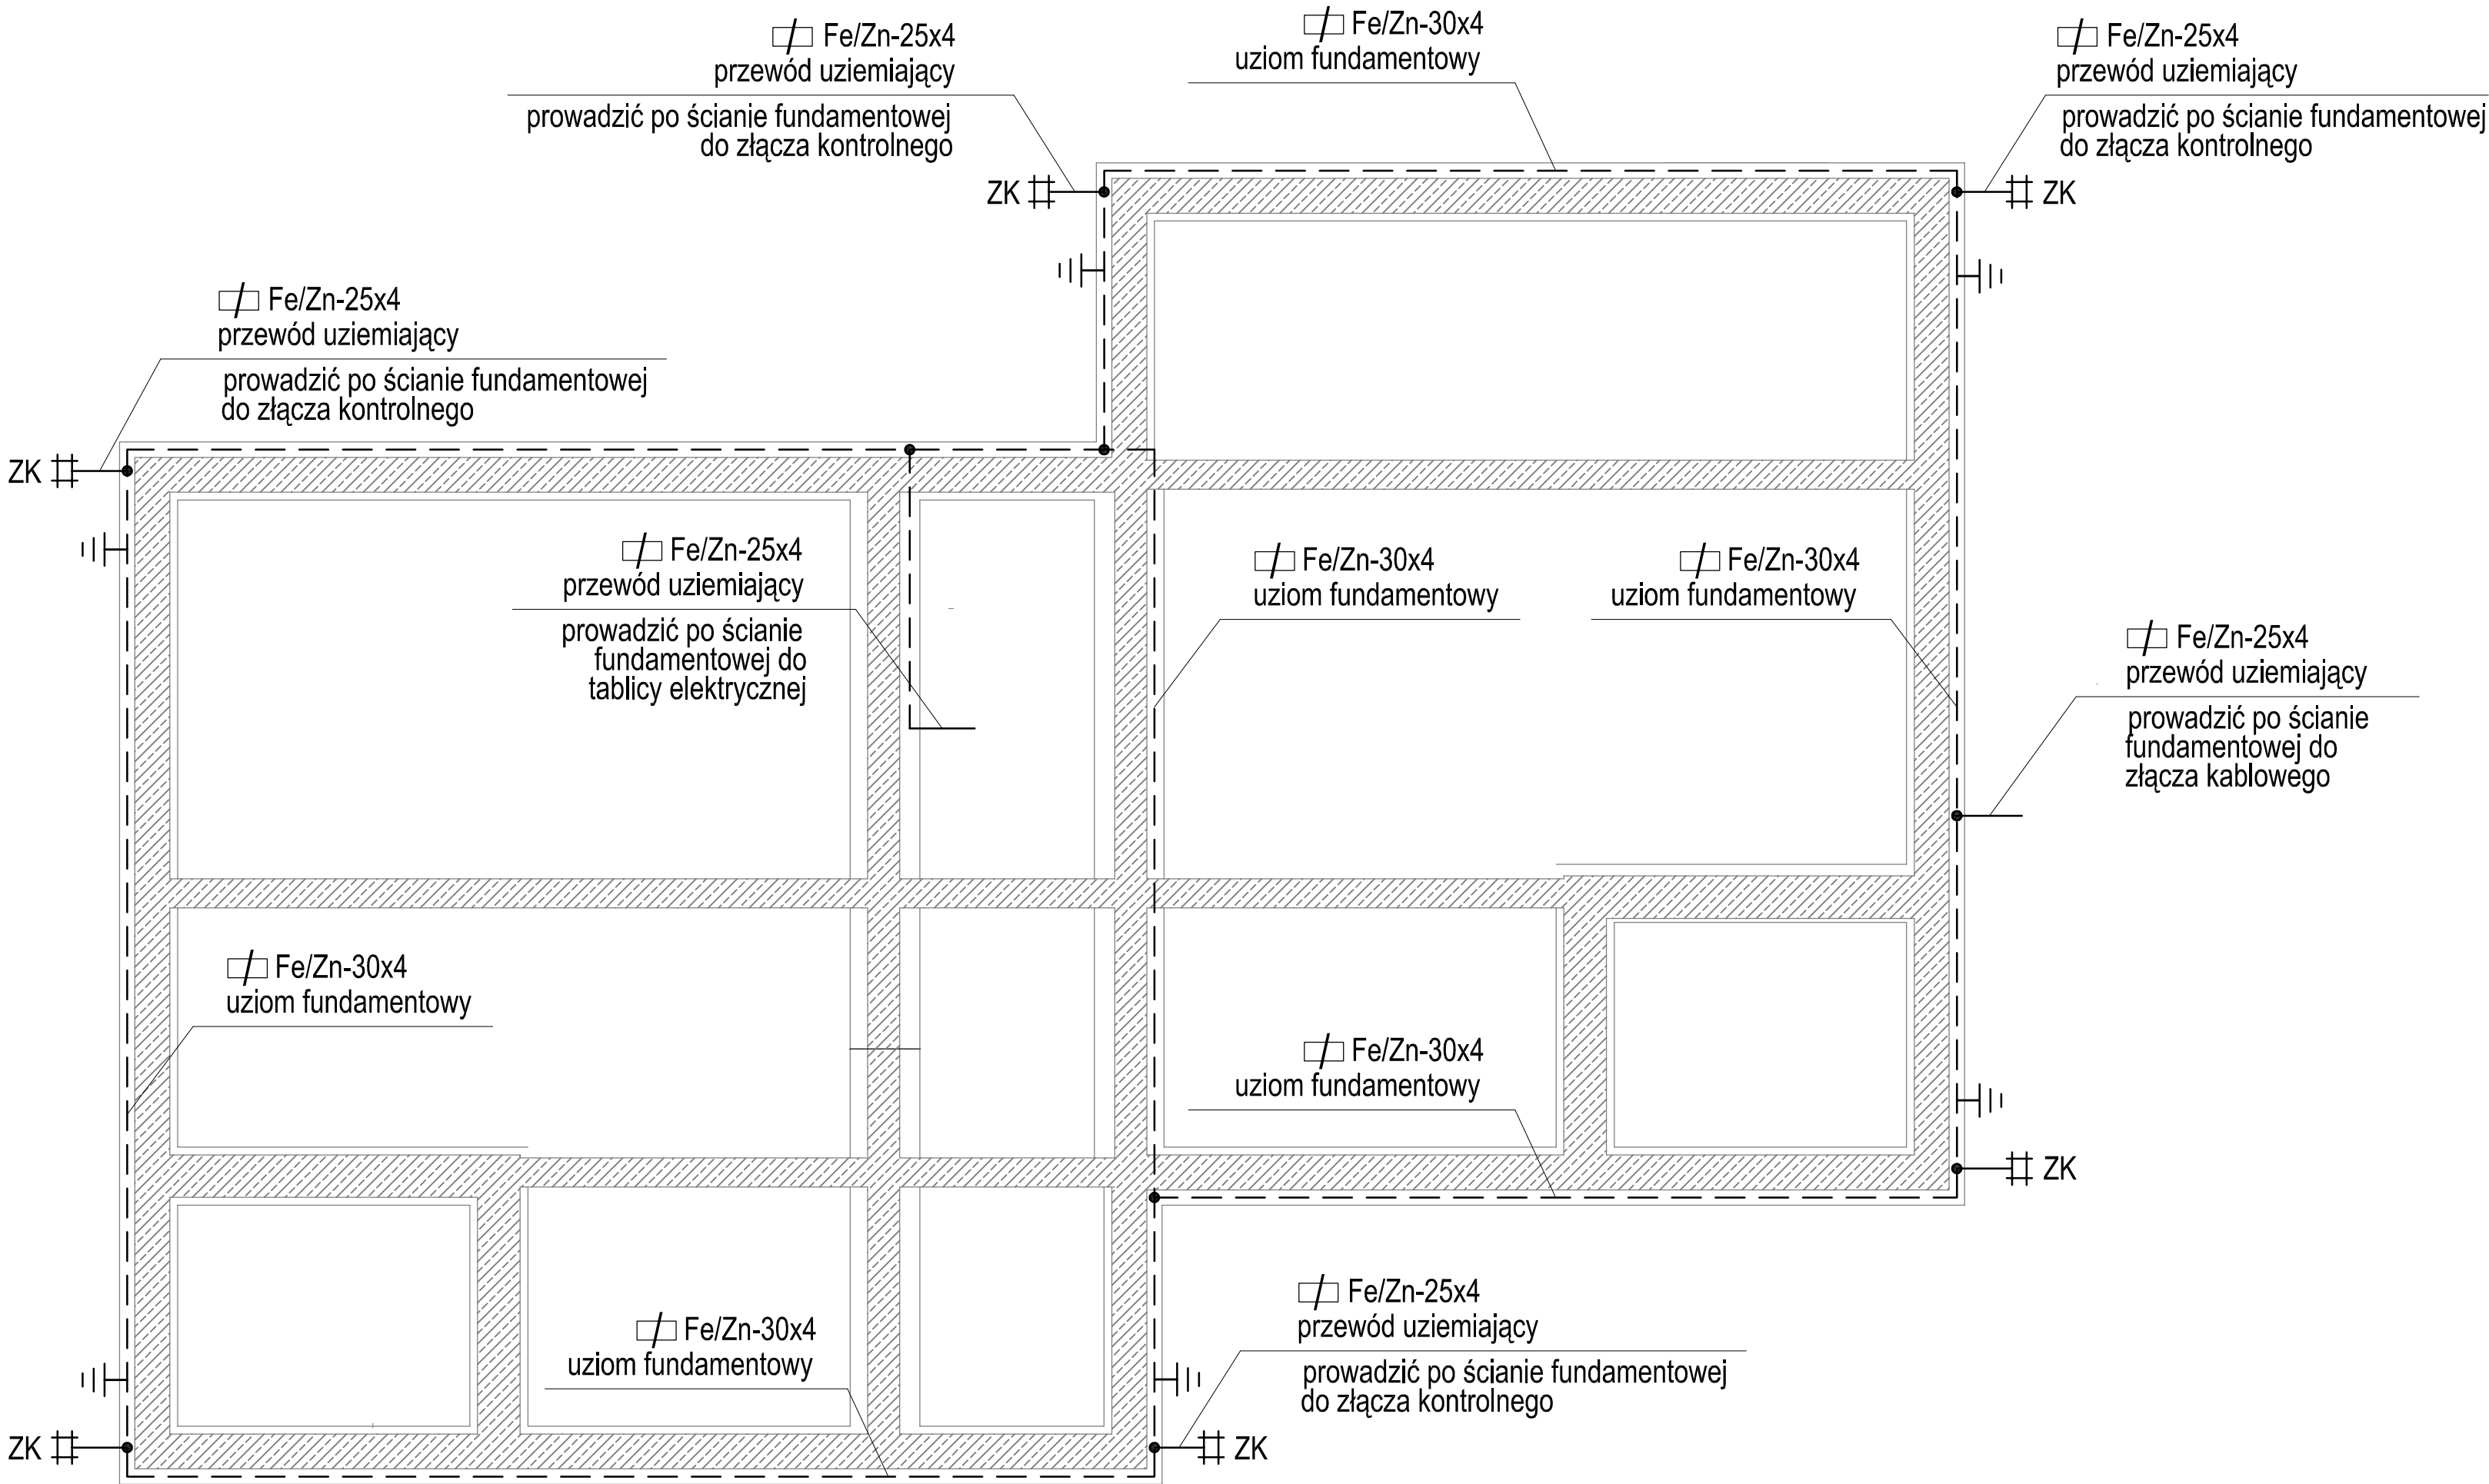 Fe/Zn-25x4
przewód uziemiający
prowadzić po ścianie fundamentowej
do złącza kontrolnego
Fe/Zn-30x4
uziom fundamentowy
Fe/Zn-25x4
przewód uziemiający
prowadzić po ścianie fundamentowej
do złącza kontrolnego
ZK
ZK
Fe/Zn-25x4
przewód uziemiający
prowadzić po ścianie fundamentowej
do złącza kontrolnego
ZK
Fe/Zn-25x4
przewód uziemiający
prowadzić po ścianie
fundamentowej do
tablicy elektrycznej
Fe/Zn-30x4
uziom fundamentowy
Fe/Zn-30x4
uziom fundamentowy
Fe/Zn-25x4
przewód uziemiający
prowadzić po ścianie
fundamentowej do
złącza kablowego
Fe/Zn-30x4
uziom fundamentowy
Fe/Zn-30x4
uziom fundamentowy
ZK
Fe/Zn-30x4
uziom fundamentowy
Fe/Zn-25x4
przewód uziemiający
prowadzić po ścianie fundamentowej
do złącza kontrolnego
ZK
ZK